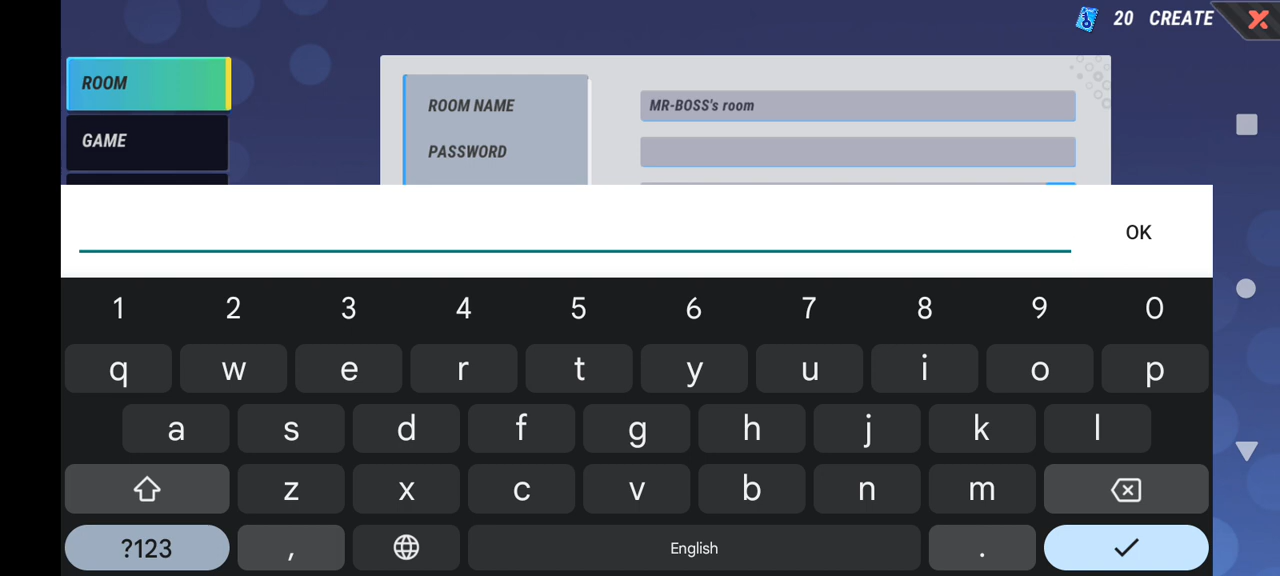 20 CREATE
ROOM
GAME
ROOM NAME
MR-BOSS's room
PASSWORD
OK
1 2 3 4 5 6 7 8 9 0
q w e r t y u i o p
a s d f g h j k l
z x c v b n m
?123 , English .